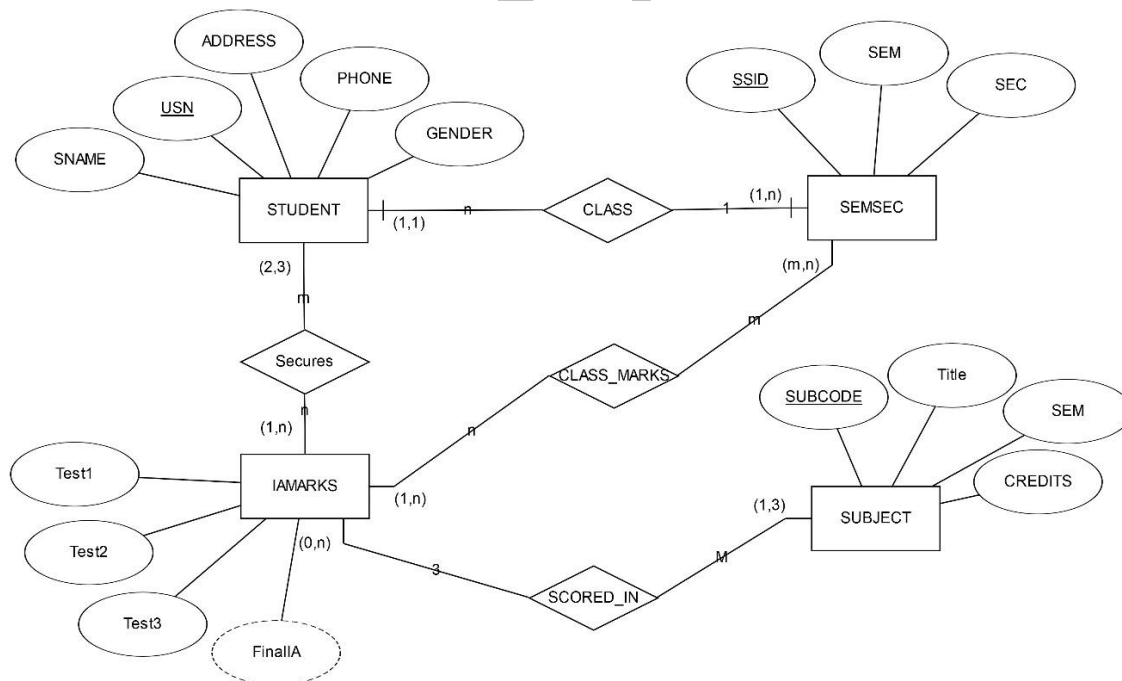 ADDRESS
SEM
PHONE
SSID
SEC
USN
GENDER
SNAME
STUDENT
n
CLASS
1
(1,n)
SEMSEC
(1,1)
(2,3)
(m,n)
m
m
Secures
CLASS_MARKS
Title
SUBCODE
SEM
n
(1,n)
n
Test1
IAMARKS
CREDITS
(1,n)
(1,3)
SUBJECT
Test2
(0,n)
M
3
SCORED_IN
Test3
FinalIA